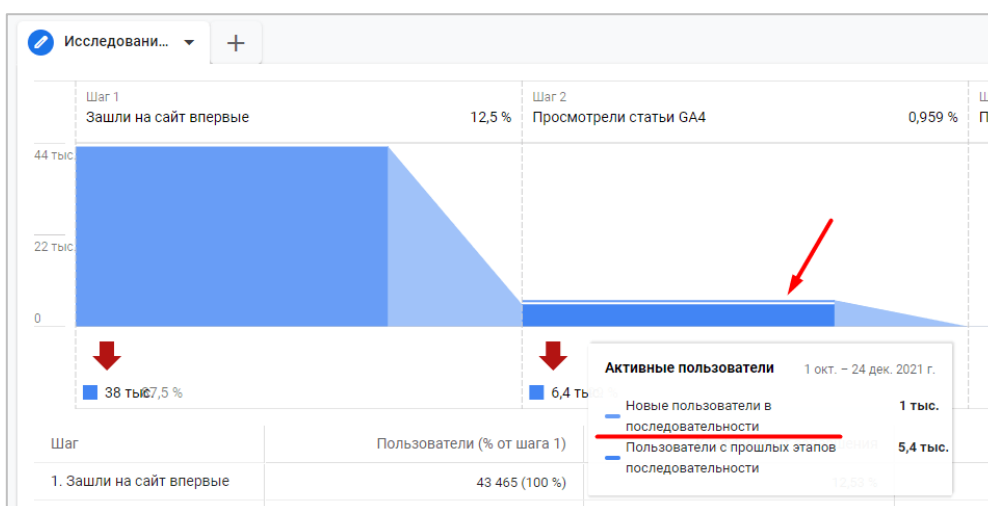 Исследовани...
Шаг 1
Зашли на сайт впервые 12,5 %
Шаг 2
Просмотрели статьи GA4 0,959 %
44 тыс.
22 тыс.
0
38 тыс. 87,5 %
6,4 ть
Активные пользователи 1 окт. – 24 дек. 2021 г.
Новые пользователи в 1 тыс.
последовательности
Пользователи с прошлых этапов 5,4 тыс.
последовательности
Шаг Пользователи (% от шага 1)
1. Зашли на сайт впервые 43 465 (100 %)